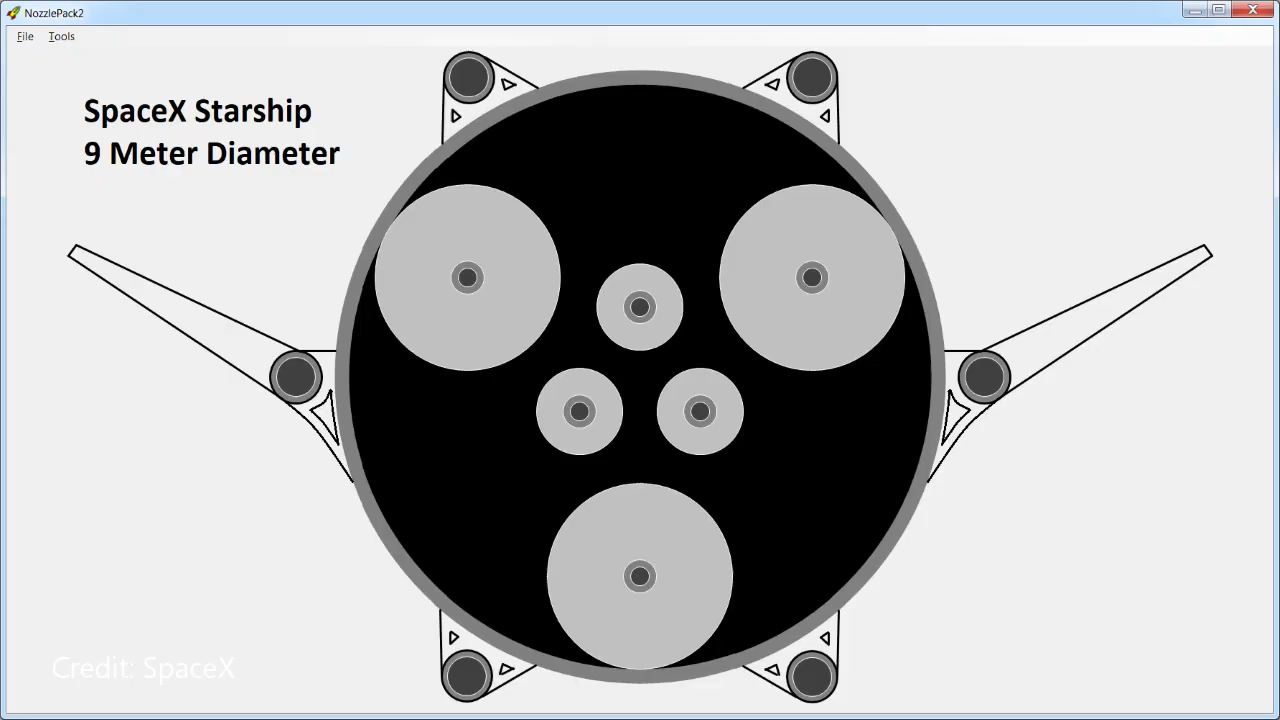 NozzlePack2
File Tools
SpaceX Starship
9 Meter Diameter
Credit: SpaceX